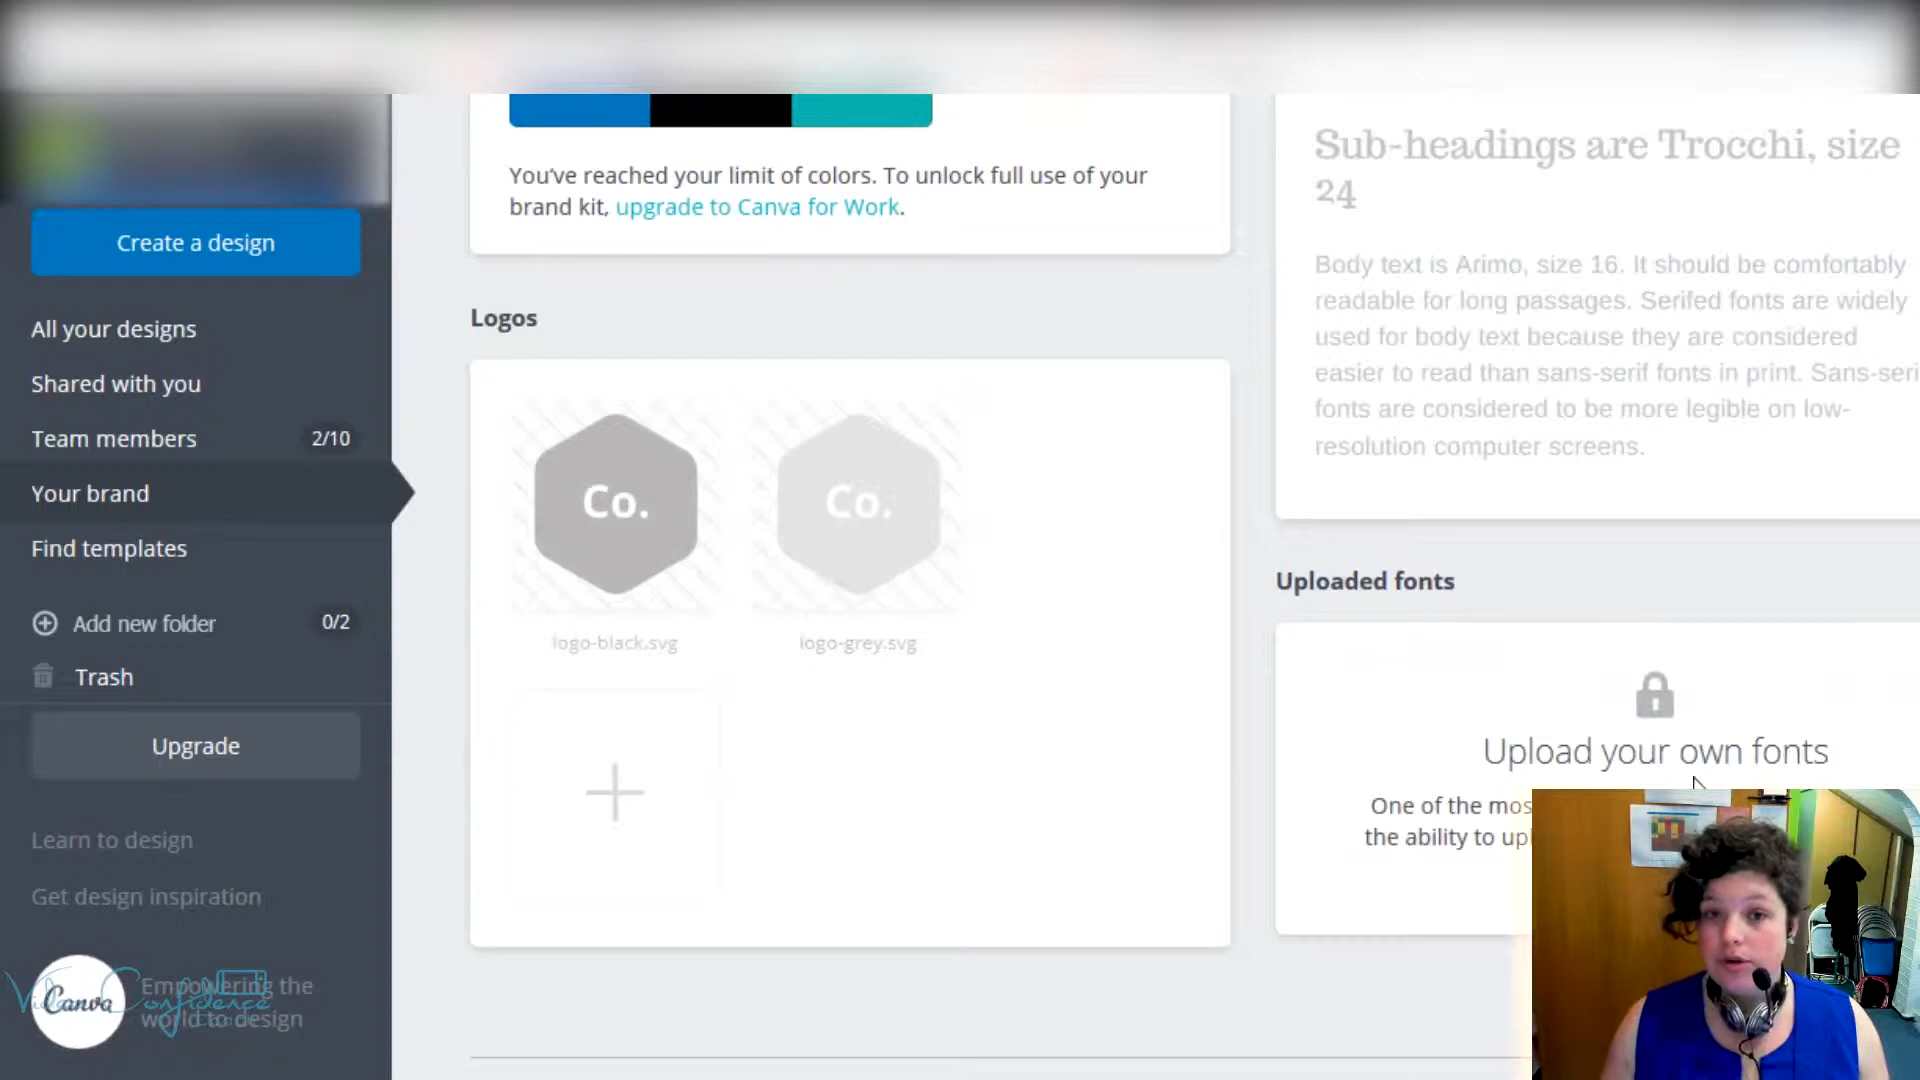 Create a design
All your designs
Shared with you
Team members 2/10
Your brand
Find templates
Add new folder 0/2
Trash
Upgrade
Learn to design
Get design inspiration
Canva
Empowering the
world to design
Video Confidence
Coach
You've reached your limit of colors. To unlock full use of your
brand kit, upgrade to Canva for Work.
Logos
Co.
Co.
logo-black.svg
logo-grey.svg
Sub-headings are Trocchi, size
24
Body text is Arimo, size 16. It should be comfortably
readable for long passages. Serifed fonts are widely
used for body text because they are considered
easier to read than sans-serif fonts in print. Sans-seri
fonts are considered to be more legible on low-
resolution computer screens.
Uploaded fonts
Upload your own fonts
One of the mos
the ability to upl